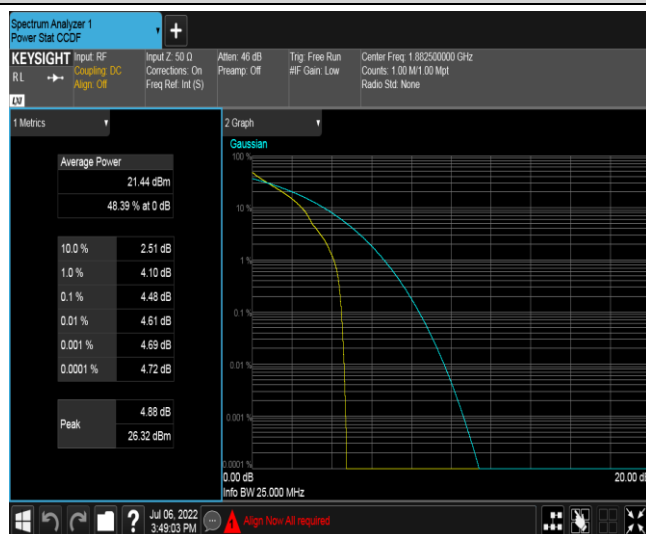 Spectrum Analyzer 1
Power Stat CCDF
KEYSIGHT
RL
LXI
Input: RF
Coupling: DC
Align: Off
Input Z: 50 Ω
Corrections: On
Freq Ref: Int (S)
Atten: 46 dB
Preamp: Off
Trig: Free Run
#IF Gain: Low
Center Freq: 1.882500000 GHz
Counts: 1.00 M/1.00 Mpt
Radio Std: None
1 Metrics
Average Power
21.44 dBm
48.39 % at 0 dB
10.0 % 2.51 dB
1.0 % 4.10 dB
0.1 % 4.48 dB
0.01 % 4.61 dB
0.001 % 4.69 dB
0.0001 % 4.72 dB
Peak
4.88 dB
26.32 dBm
2 Graph
Gaussian
100 %
10 %
1 %
0.1 %
0.01 %
0.001 %
0.0001 %
0.00 dB 20.00 dB
Info BW 25.000 MHz
?
Jul 06, 2022
3:49:03 PM
Align Now All required